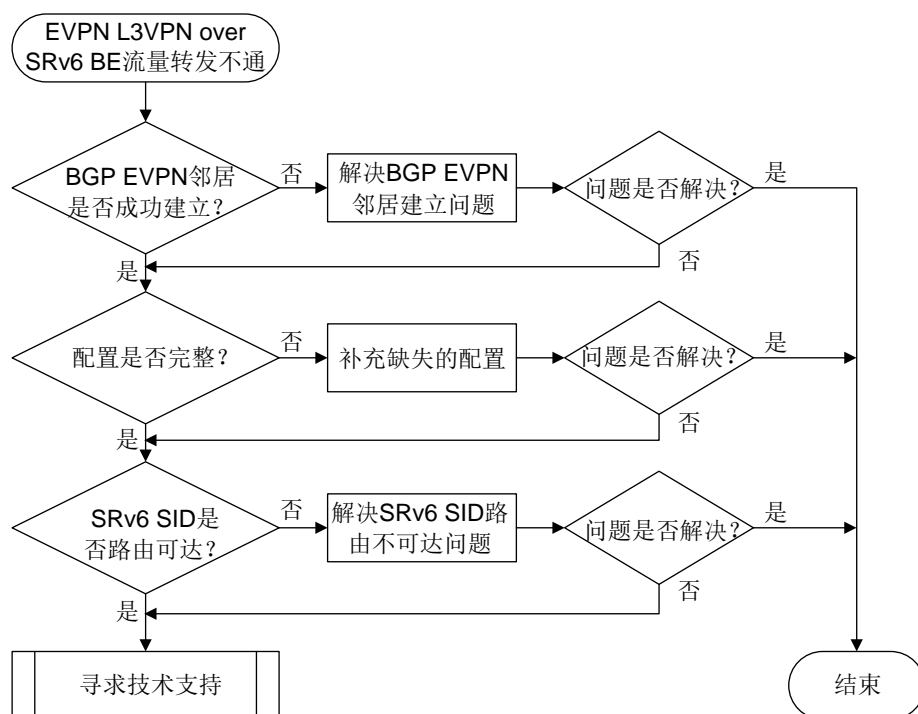 EVPN L3VPN over
SRv6 BE流量转发不通
BGP EVPN邻居
是否成功建立？
否
解决BGP EVPN
邻居建立问题
问题是否解决？
是
是
否
配置是否完整？
否
补充缺失的配置
问题是否解决？
是
是
否
SRv6 SID是
否路由可达？
否
解决SRv6 SID路
由不可达问题
问题是否解决？
是
是
否
寻求技术支持
结束